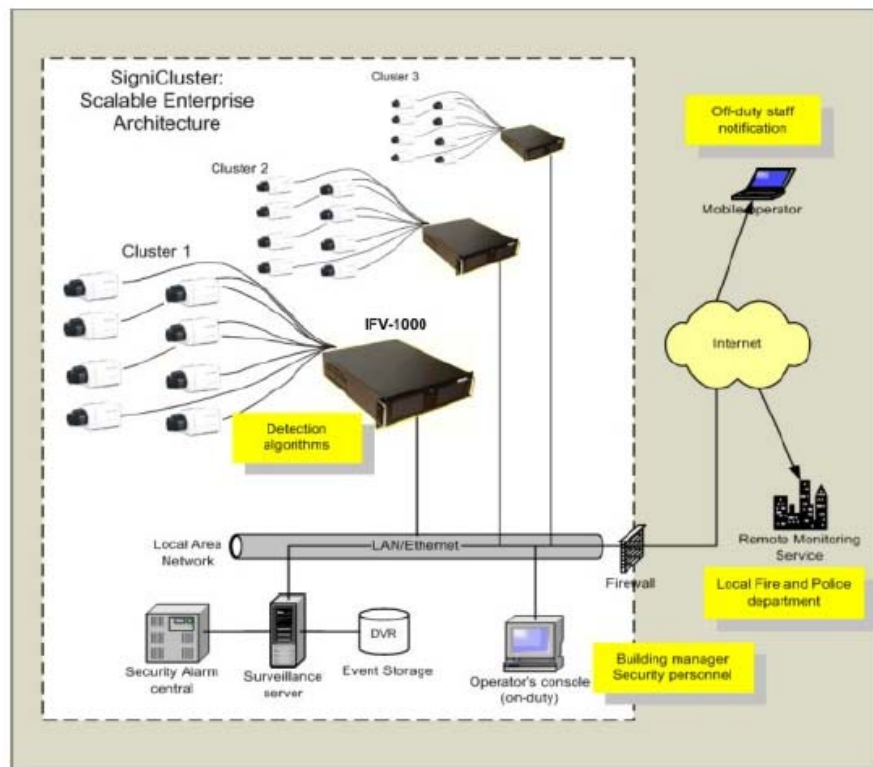 SigniCluster:
Scalable Enterprise
Architecture
Cluster 3
Cluster 2
Cluster 1
IFV-1000
Detection
algorithms
Off-duty staff
notification
Mobile operator
Internet
Remote Monitoring
Service
Local Fire and Police
department
Local Area
Network
LAN/Ethernet
Firewall
Security Alarm
central
Surveillance
server
DVR
Event Storage
Operator's console
(on-duty)
Building manager
Security personnel